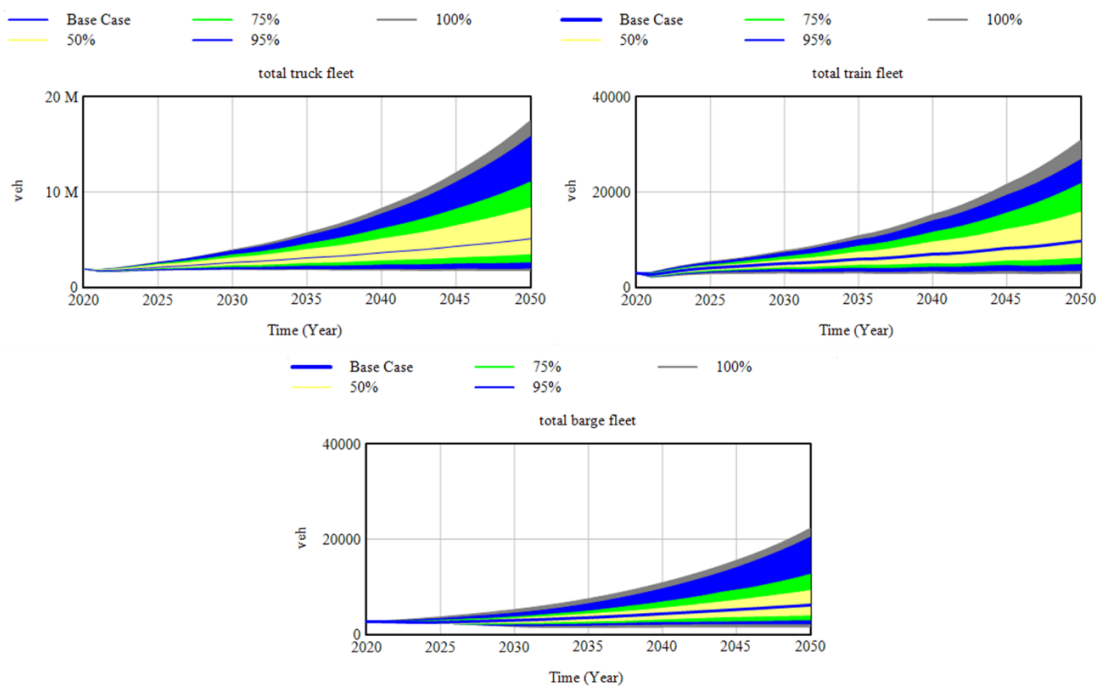 Base Case 75% 100%
50% 95%
total truck fleet
20 M
10 M
0
veh
2020 2025 2030 2035 2040 2045 2050
Time (Year)
Base Case 75% 100%
50% 95%
total train fleet
40000
20000
0
veh
2020 2025 2030 2035 2040 2045 2050
Time (Year)
Base Case 75% 100%
50% 95%
total barge fleet
40000
20000
0
veh
2020 2025 2030 2035 2040 2045 2050
Time (Year)